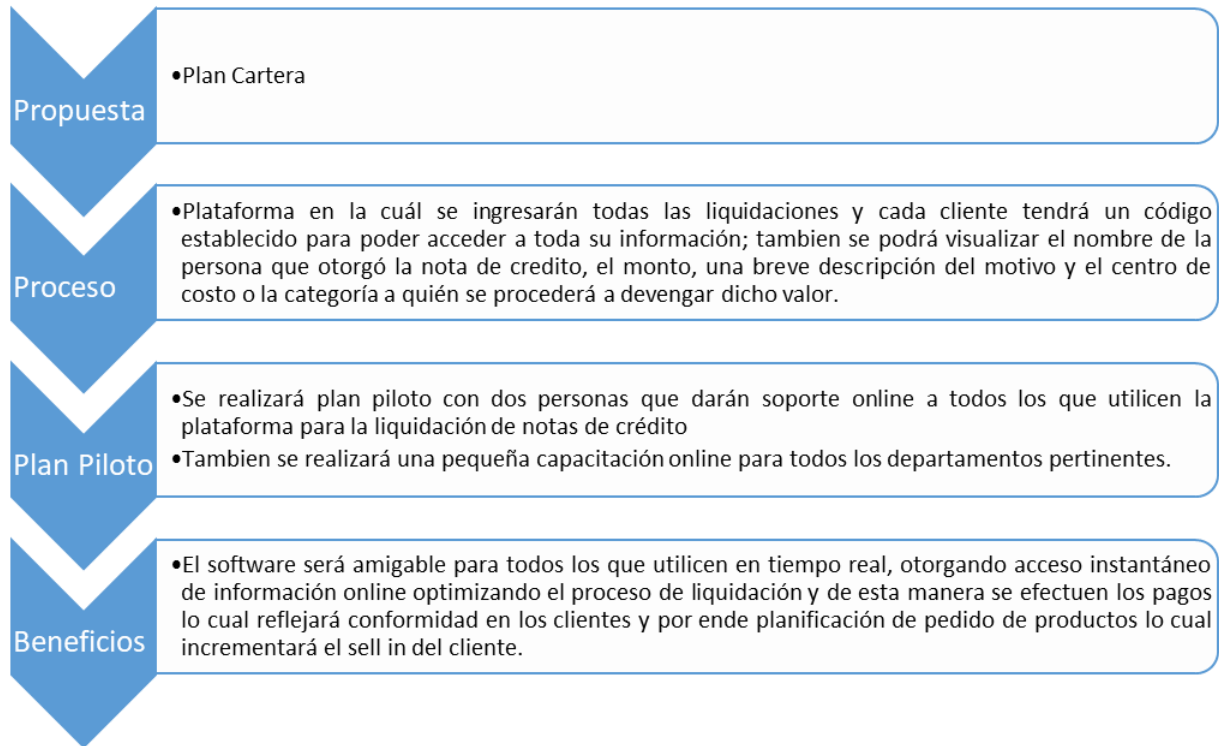 Propuesta
•Plan Cartera
Proceso
•Plataforma en la cuál se ingresarán todas las liquidaciones y cada cliente tendrá un código
establecido para poder acceder a toda su información; tambien se podrá visualizar el nombre de la
persona que otorgó la nota de credito, el monto, una breve descripción del motivo y el centro de
costo o la categoría a quién se procederá a devengar dicho valor.
Plan Piloto
•Se realizará plan piloto con dos personas que darán soporte online a todos los que utilicen la
plataforma para la liquidación de notas de crédito
•Tambien se realizará una pequeña capacitación online para todos los departamentos pertinentes.
Beneficios
•El software será amigable para todos los que utilicen en tiempo real, otorgando acceso instantáneo
de información online optimizando el proceso de liquidación y de esta manera se efectuen los pagos
lo cual reflejará conformidad en los clientes y por ende planificación de pedido de productos lo cual
incrementará el sell in del cliente.